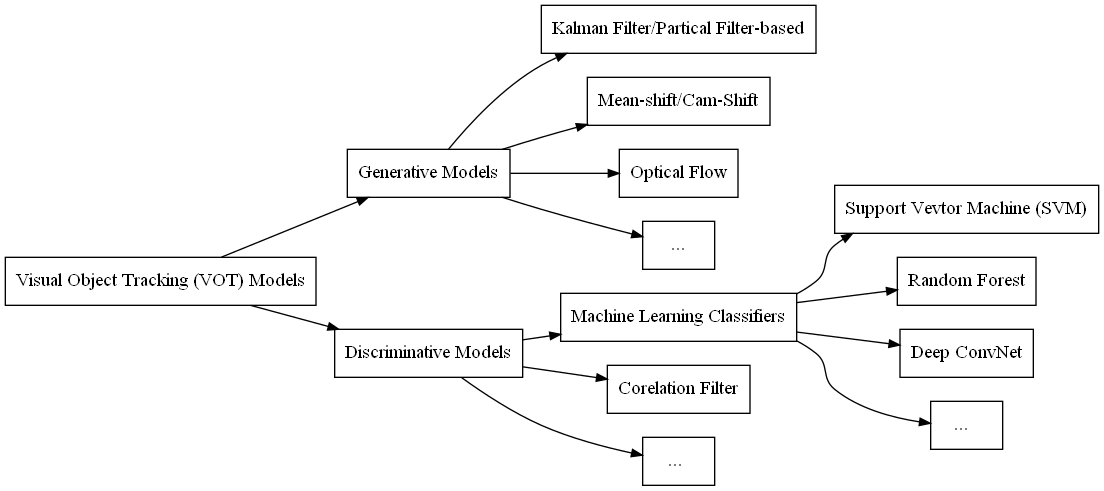 Kalman Filter/Partical Filter-based
Mean-shift/Cam-Shift
Generative Models
Optical Flow
Support Vevtor Machine (SVM)
...
Visual Object Tracking (VOT) Models
Random Forest
Machine Learning Classifiers
Discriminative Models
Deep ConvNet
Corelation Filter
...
...